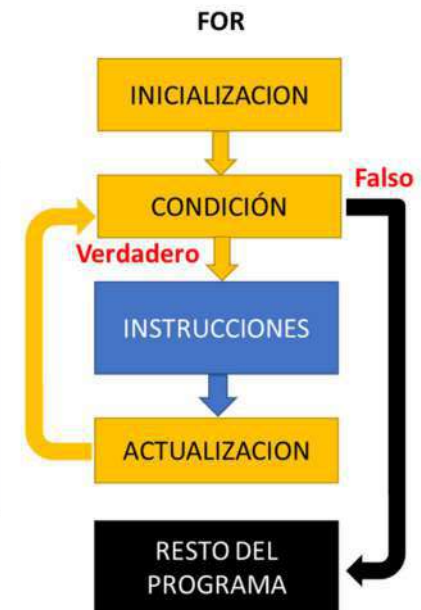 FOR
INICIALIZACION
Falso
CONDICIÓN
Verdadero
INSTRUCCIONES
ACTUALIZACION
RESTO DEL
PROGRAMA